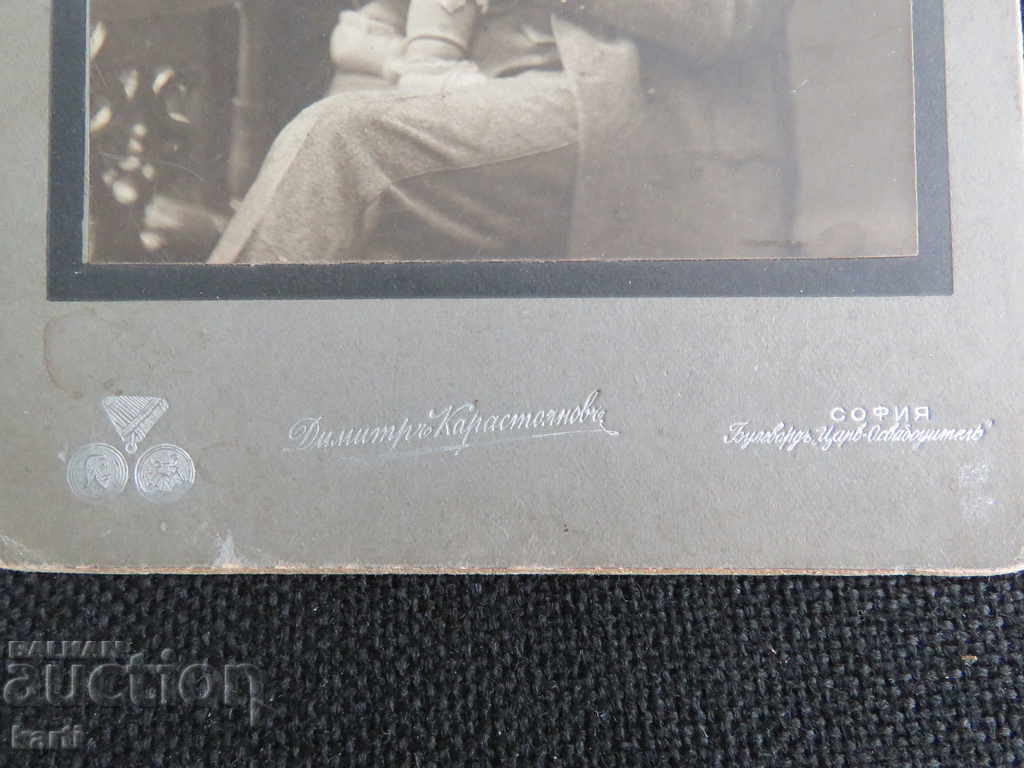 Димитръ Карастояновъ
СОФИЯ
Булевардъ „Царь-Освободитель“
BALKAN
auction
karti